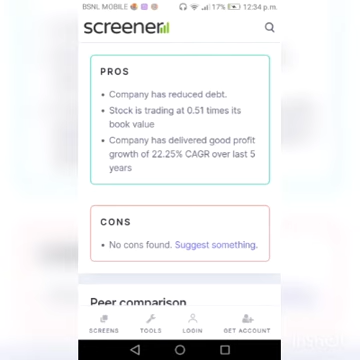 BSNL MOBILE 17% 12:34 p.m.
screener
PROS
• Company has reduced debt.
• Stock is trading at 0.51 times its
book value
• Company has delivered good profit
growth of 22.25% CAGR over last 5
years
CONS
• No cons found. Suggest something.
Peer comparison
SCREENS TOOLS LOGIN GET ACCOUNT
InShot